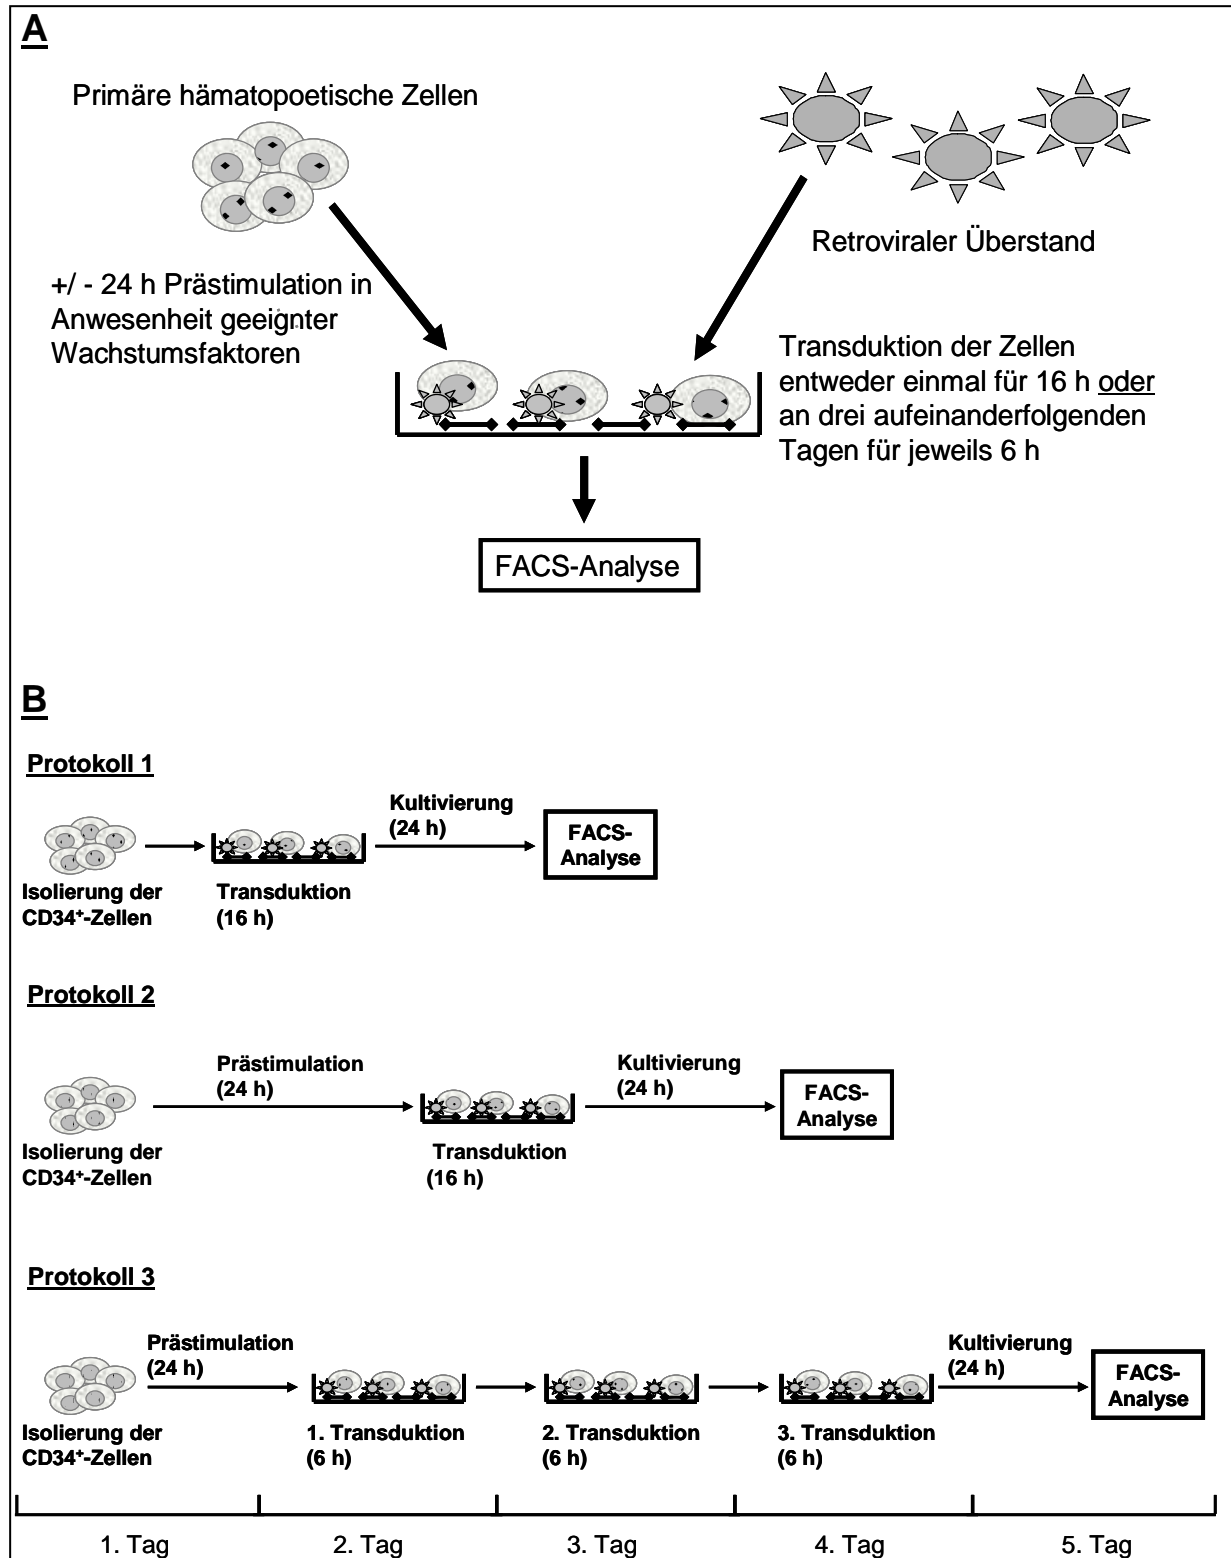 A
Primäre hämatopoetische Zellen
Retroviraler Überstand
+/ - 24 h Prästimulation in
Anwesenheit geeignter
Wachstumsfaktoren
Transduktion der Zellen
entweder einmal für 16 h oder
an drei aufeinanderfolgenden
Tagen für jeweils 6 h
FACS-Analyse
B
Protokoll 1
Isolierung der
CD34+-Zellen
Transduktion
(16 h)
Kultivierung
(24 h)
FACS-
Analyse
Protokoll 2
Isolierung der
CD34+-Zellen
Prästimulation
(24 h)
Transduktion
(16 h)
Kultivierung
(24 h)
FACS-
Analyse
Protokoll 3
Isolierung der
CD34+-Zellen
Prästimulation
(24 h)
1. Transduktion
(6 h)
2. Transduktion
(6 h)
3. Transduktion
(6 h)
Kultivierung
(24 h)
FACS-
Analyse
1. Tag
2. Tag
3. Tag
4. Tag
5. Tag